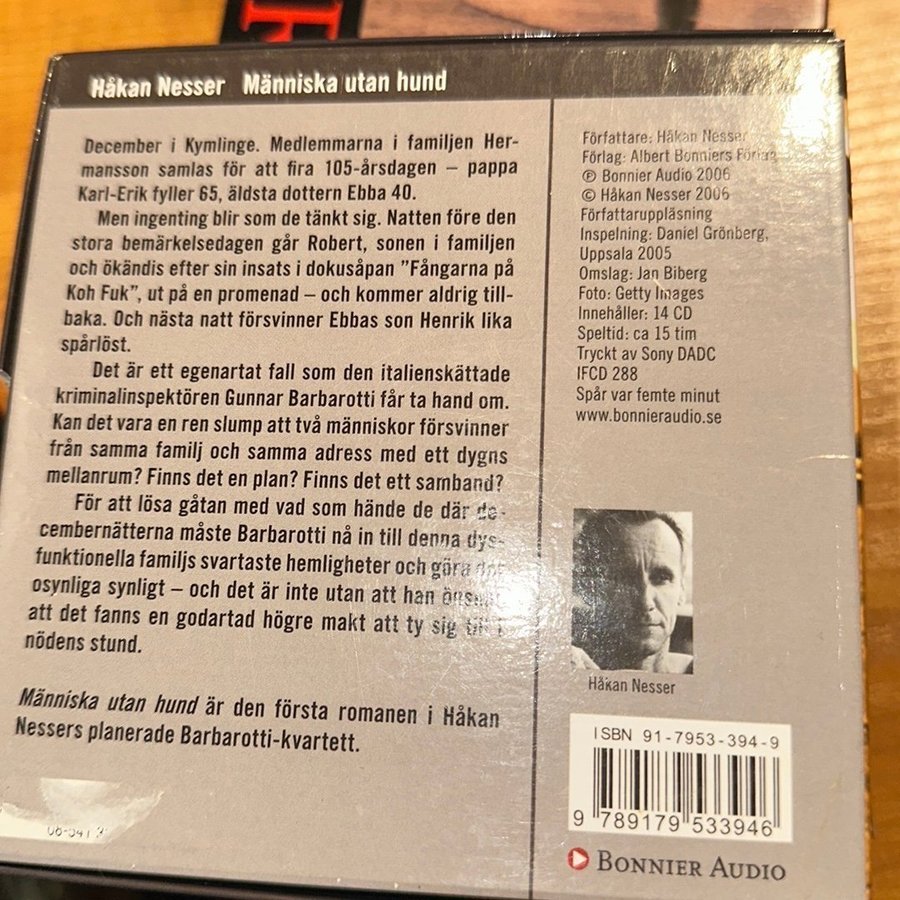 Håkan Nesser Människa utan hund
December i Kymlinge. Medlemmarna i familjen Her-
mansson samlas för att fira 105-årsdagen – pappa
Karl-Erik fyller 65, äldsta dottern Ebba 40.
Men ingenting blir som de tänkt sig. Natten före den
stora bemärkelsedagen går Robert, sonen i familjen
och ökändis efter sin insats i dokusåpan ”Fångarna på
Koh Fuk”, ut på en promenad – och kommer aldrig till-
baka. Och nästa natt försvinner Ebbas son Henrik lika
spårlöst.
Det är ett egenartat fall som den italienskättade
kriminalinspektören Gunnar Barbarotti får ta hand om.
Kan det vara en ren slump att två människor försvinner
från samma familj och samma adress med ett dygns
mellanrum? Finns det en plan? Finns det ett samband?
För att lösa gåtan med vad som hände de där de-
cembernätterna måste Barbarotti nå in till denna dys-
funktionella familjs svartaste hemligheter och göra det
osynliga synligt – och det är inte utan att han önskar
att det fanns en godartad högre makt att ty sig till i
nödens stund.
Människa utan hund är den första romanen i Håkan
Nessers planerade Barbarotti-kvartett.
Författare: Håkan Nesser
Förlag: Albert Bonniers Förlag
℗ Bonnier Audio 2006
© Håkan Nesser 2006
Författaruppläsning
Inspelning: Daniel Grönberg,
Uppsala 2005
Omslag: Jan Biberg
Foto: Getty Images
Innehåller: 14 CD
Speltid: ca 15 tim
Tryckt av Sony DADC
IFCD 288
Spår var femte minut
www.bonnieraudio.se
Håkan Nesser
ISBN 91-7953-394-9
9 789179 533946
BONNIER AUDIO